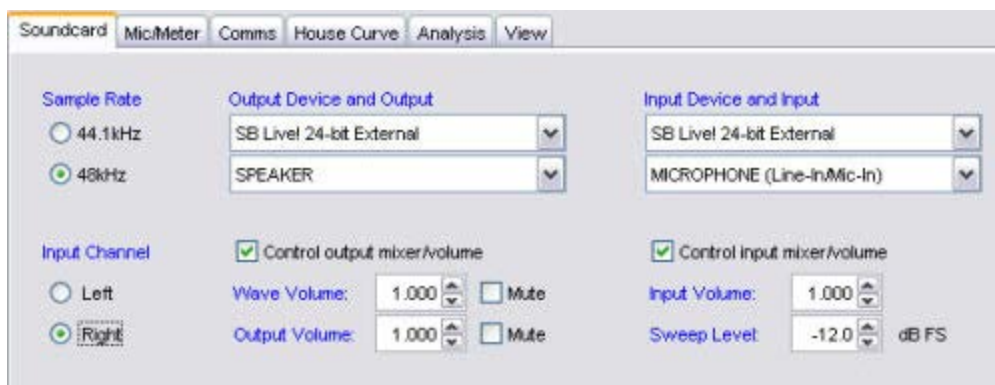 Soundcard Mic/Meter Comms House Curve Analysis View
Sample Rate Output Device and Output Input Device and Input
44.1kHz SB Live! 24-bit External SB Live! 24-bit External
48kHz SPEAKER MICROPHONE (Line-In/Mic-In)
Input Channel Control output mixer/volume Control input mixer/volume
Left Wave Volume: 1.000 Mute Input Volume: 1.000
Right Output Volume: 1.000 Mute Sweep Level: -12.0 dB FS